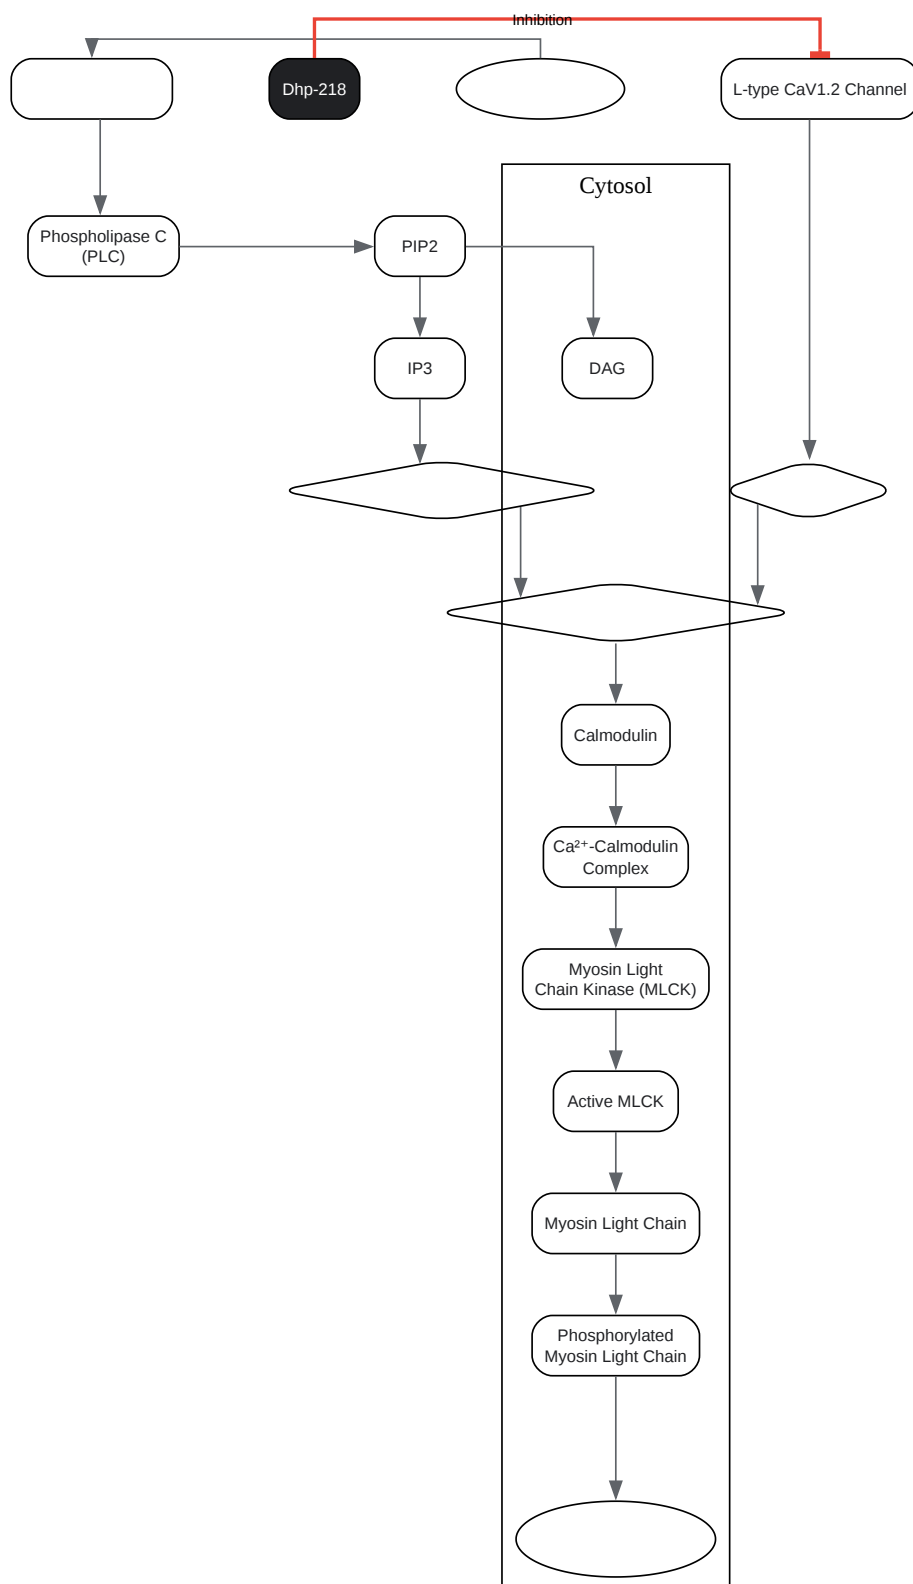 Inhibition
Dhp-218
L-type CaV1.2 Channel
Cytosol
Phospholipase C
(PLC)
PIP2
IP3
DAG
Calmodulin
Ca²⁺-Calmodulin
Complex
Myosin Light
Chain Kinase (MLCK)
Active MLCK
Myosin Light Chain
Phosphorylated
Myosin Light Chain